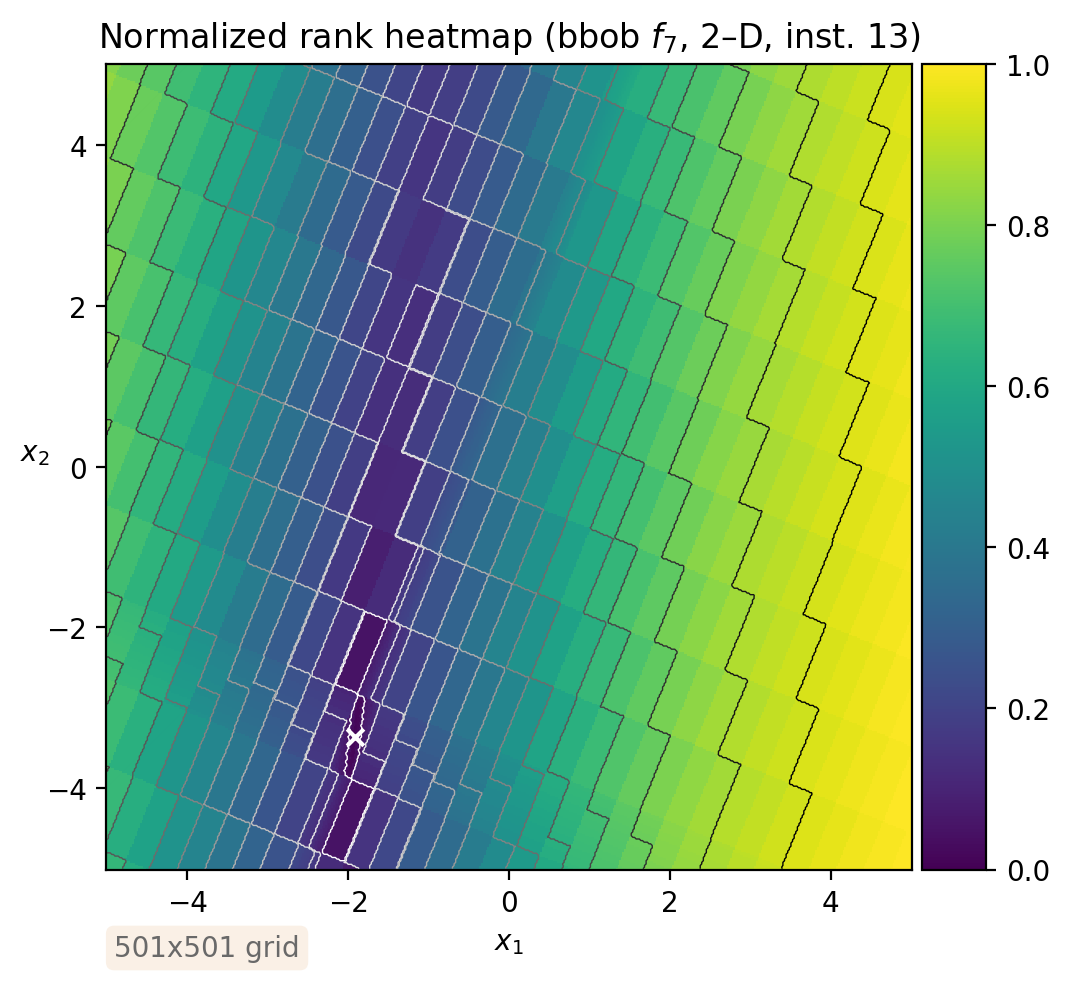 Normalized rank heatmap (bbob f₇, 2–D, inst. 13)
1.0
0.8
0.6
0.4
0.2
0.0
4
2
0
−2
−4
x₂
−4 −2 0 2 4
x₁
501x501 grid